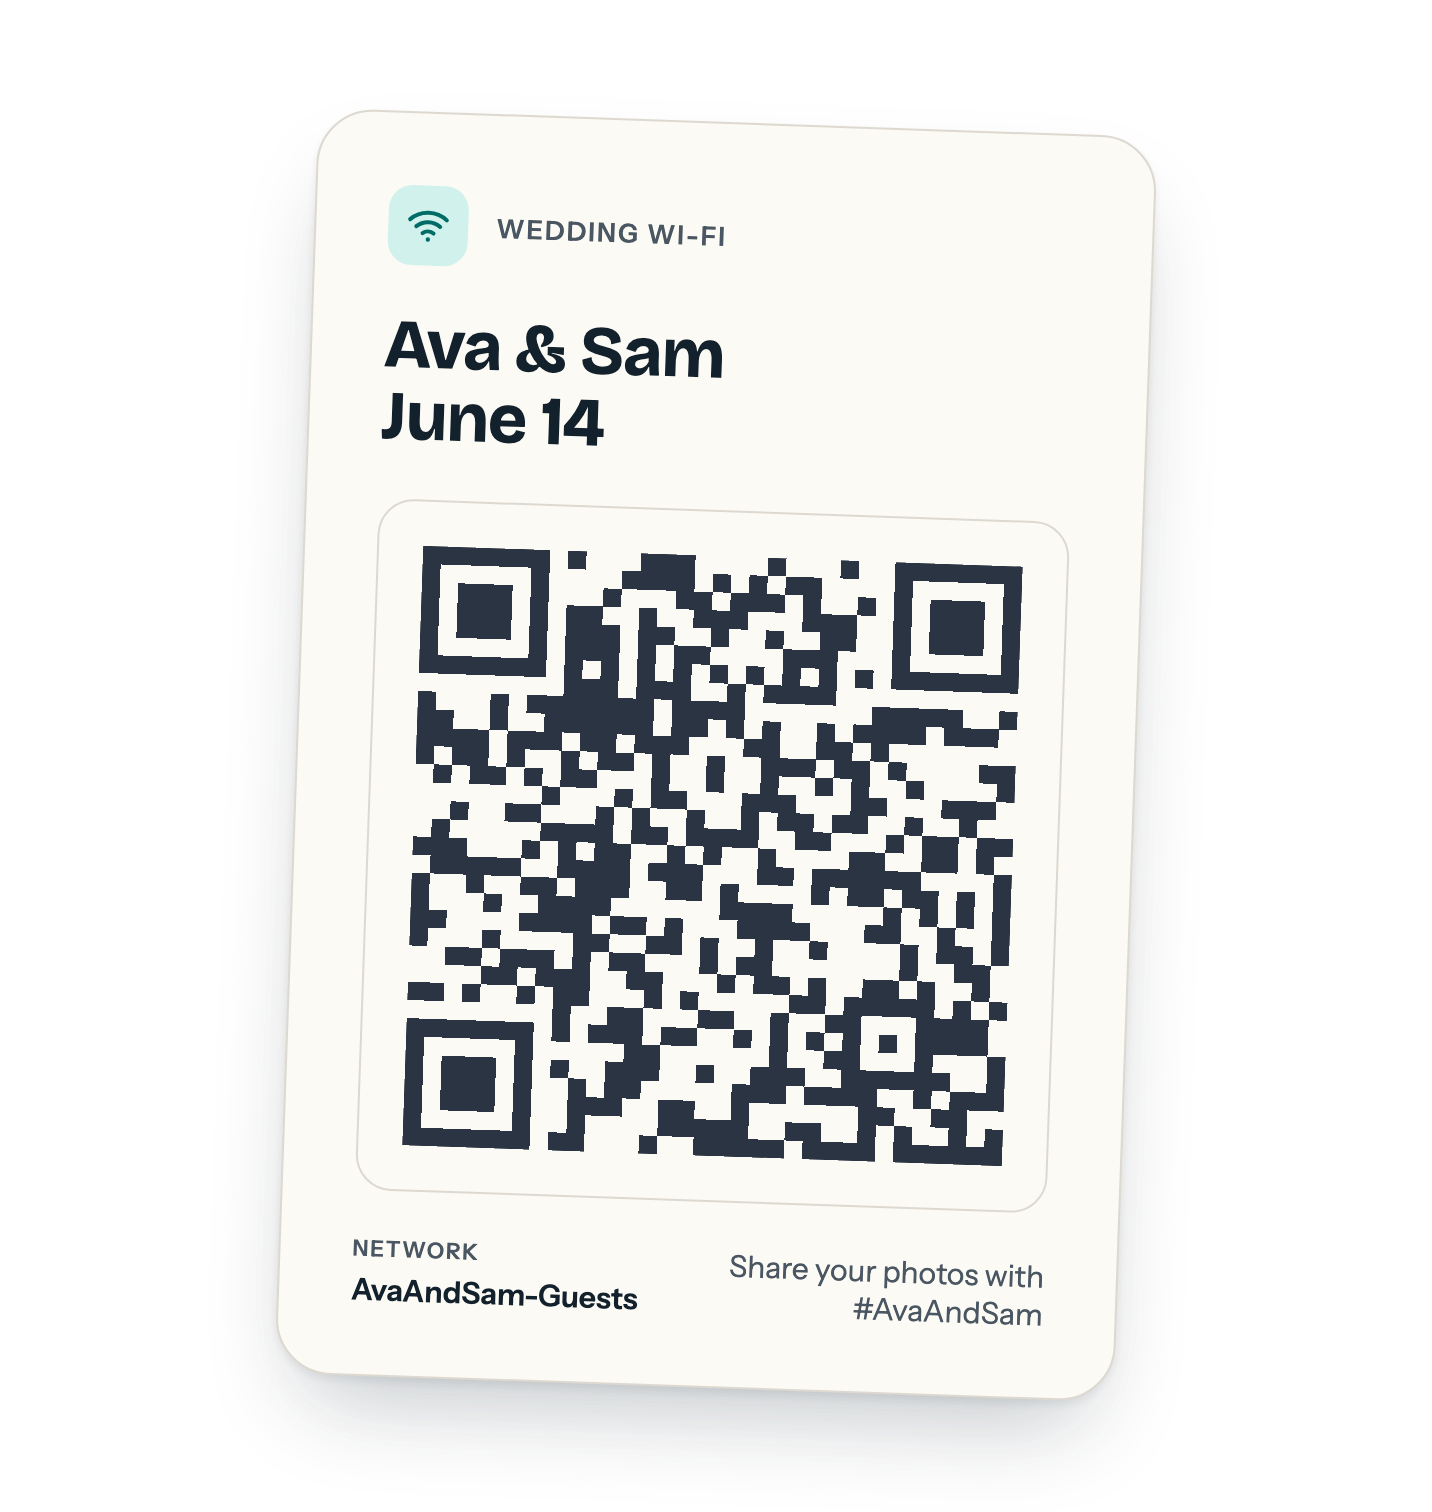 WEDDING WI-FI
Ava & Sam
June 14
NETWORK
AvaAndSam-Guests
Share your photos with
#AvaAndSam